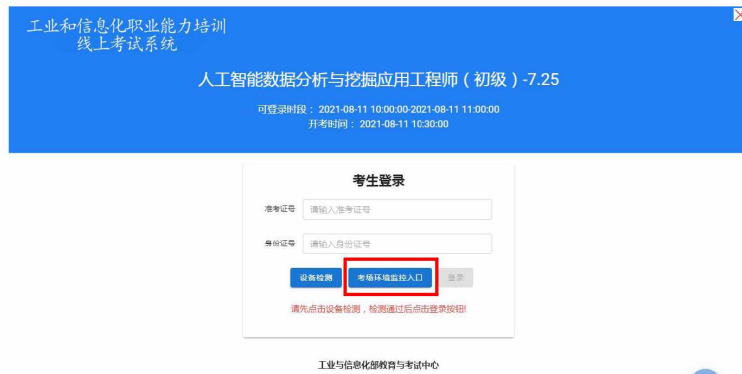 工业和信息化职业能力培训
线上考试系统
人工智能数据分析与挖掘应用工程师（初级）-7.25
可登录时段： 2021-08-11 10:00:00-2021-08-11 11:00:00
开考时间： 2021-08-11 10:30:00
考生登录
准考证号 请输入准考证号
身份证号 请输入身份证号
设备检测 考场环境监控入口 登录
请先点击设备检测，检测通过后点击登录按钮!
工业与信息化部教育与考试中心